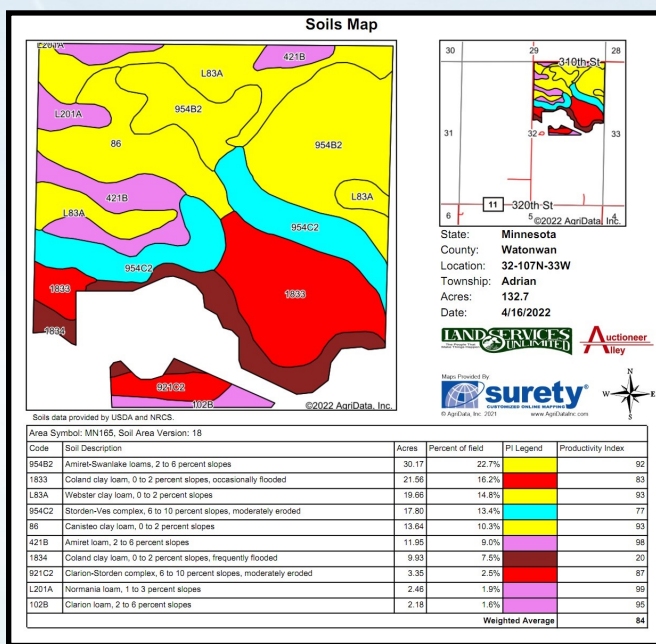 Soils Map
L201A
421B
L83A
954B2
L201A
86
954B2
421B
L83A
L83A
954C2
954C2
1833
1833
1834
921C2
102B
©2022 AgriData, Inc.
30
29
28
310th St
31
32
33
11
320th St
6
5
4
©2022 AgriData, Inc.
State: Minnesota
County: Watonwan
Location: 32-107N-33W
Township: Adrian
Acres: 132.7
Date: 4/16/2022
LAND SERVICES
UNLIMITED
Auctioneer
Alley
Maps Provided By
surety®
CUSTOMIZED ONLINE MAPPING
© AgriData, Inc. 2021 www.AgriDataInc.com
N
W
E
S
Soils data provided by USDA and NRCS.
Area Symbol: MN165, Soil Area Version: 18
Code Soil Description Acres Percent of field PI Legend Productivity Index
954B2 Amiret-Swanlake loams, 2 to 6 percent slopes 30.17 22.7% 92
1833 Coland clay loam, 0 to 2 percent slopes, occasionally flooded 21.56 16.2% 83
L83A Webster clay loam, 0 to 2 percent slopes 19.66 14.8% 93
954C2 Storden-Ves complex, 6 to 10 percent slopes, moderately eroded 17.80 13.4% 77
86 Canisteo clay loam, 0 to 2 percent slopes 13.64 10.3% 93
421B Amiret loam, 2 to 6 percent slopes 11.95 9.0% 98
1834 Coland clay loam, 0 to 2 percent slopes, frequently flooded 9.93 7.5% 20
921C2 Clarion-Storden complex, 6 to 10 percent slopes, moderately eroded 3.35 2.5% 87
L201A Normania loam, 1 to 3 percent slopes 2.46 1.9% 99
102B Clarion loam, 2 to 6 percent slopes 2.18 1.6% 95
Weighted Average 84